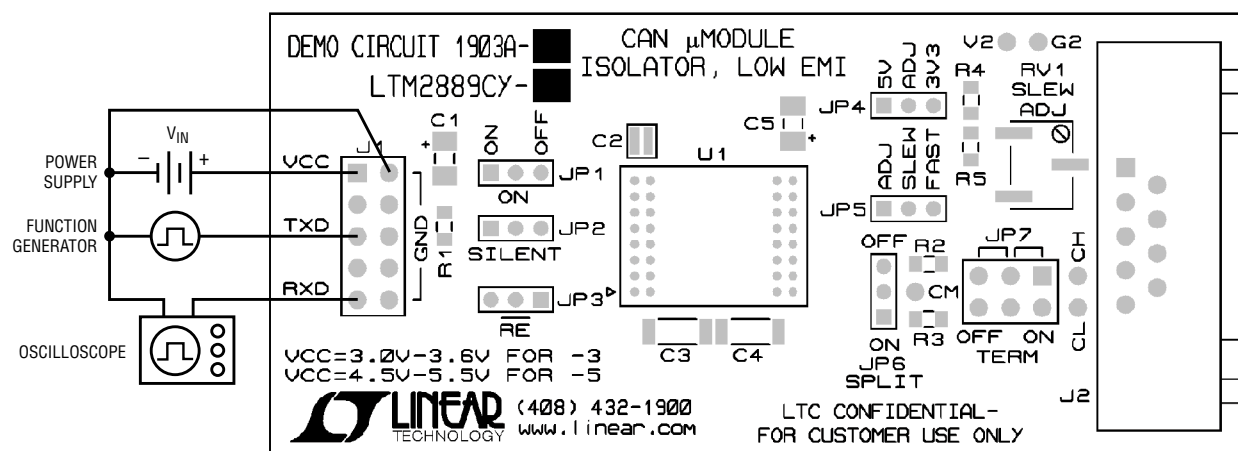 DEMO CIRCUIT 1903A-
LTM2889CY-
CAN µMODULE
ISOLATOR, LOW EMI
V2
G2
5V
ADJ
3V3
JP4
R4
RV1
SLEW
ADJ
R5
C5
+
C2
U1
C1
+
ON
OFF
JP1
ON
JP2
SILENT
JP3
RE
J1
VCC
TXD
RXD
GND
R1
VIN
- +
POWER
SUPPLY
FUNCTION
GENERATOR
OSCILLOSCOPE
ADJ
SLEW
FAST
JP5
OFF
R2
JP7
CH
CM
R3
ON
JP6
SPLIT
OFF ON
TERM
CL
C3
C4
J2
VCC=3.0V-3.6V FOR -3
VCC=4.5V-5.5V FOR -5
LINEAR
TECHNOLOGY
(408) 432-1900
www.linear.com
LTC CONFIDENTIAL-
FOR CUSTOMER USE ONLY